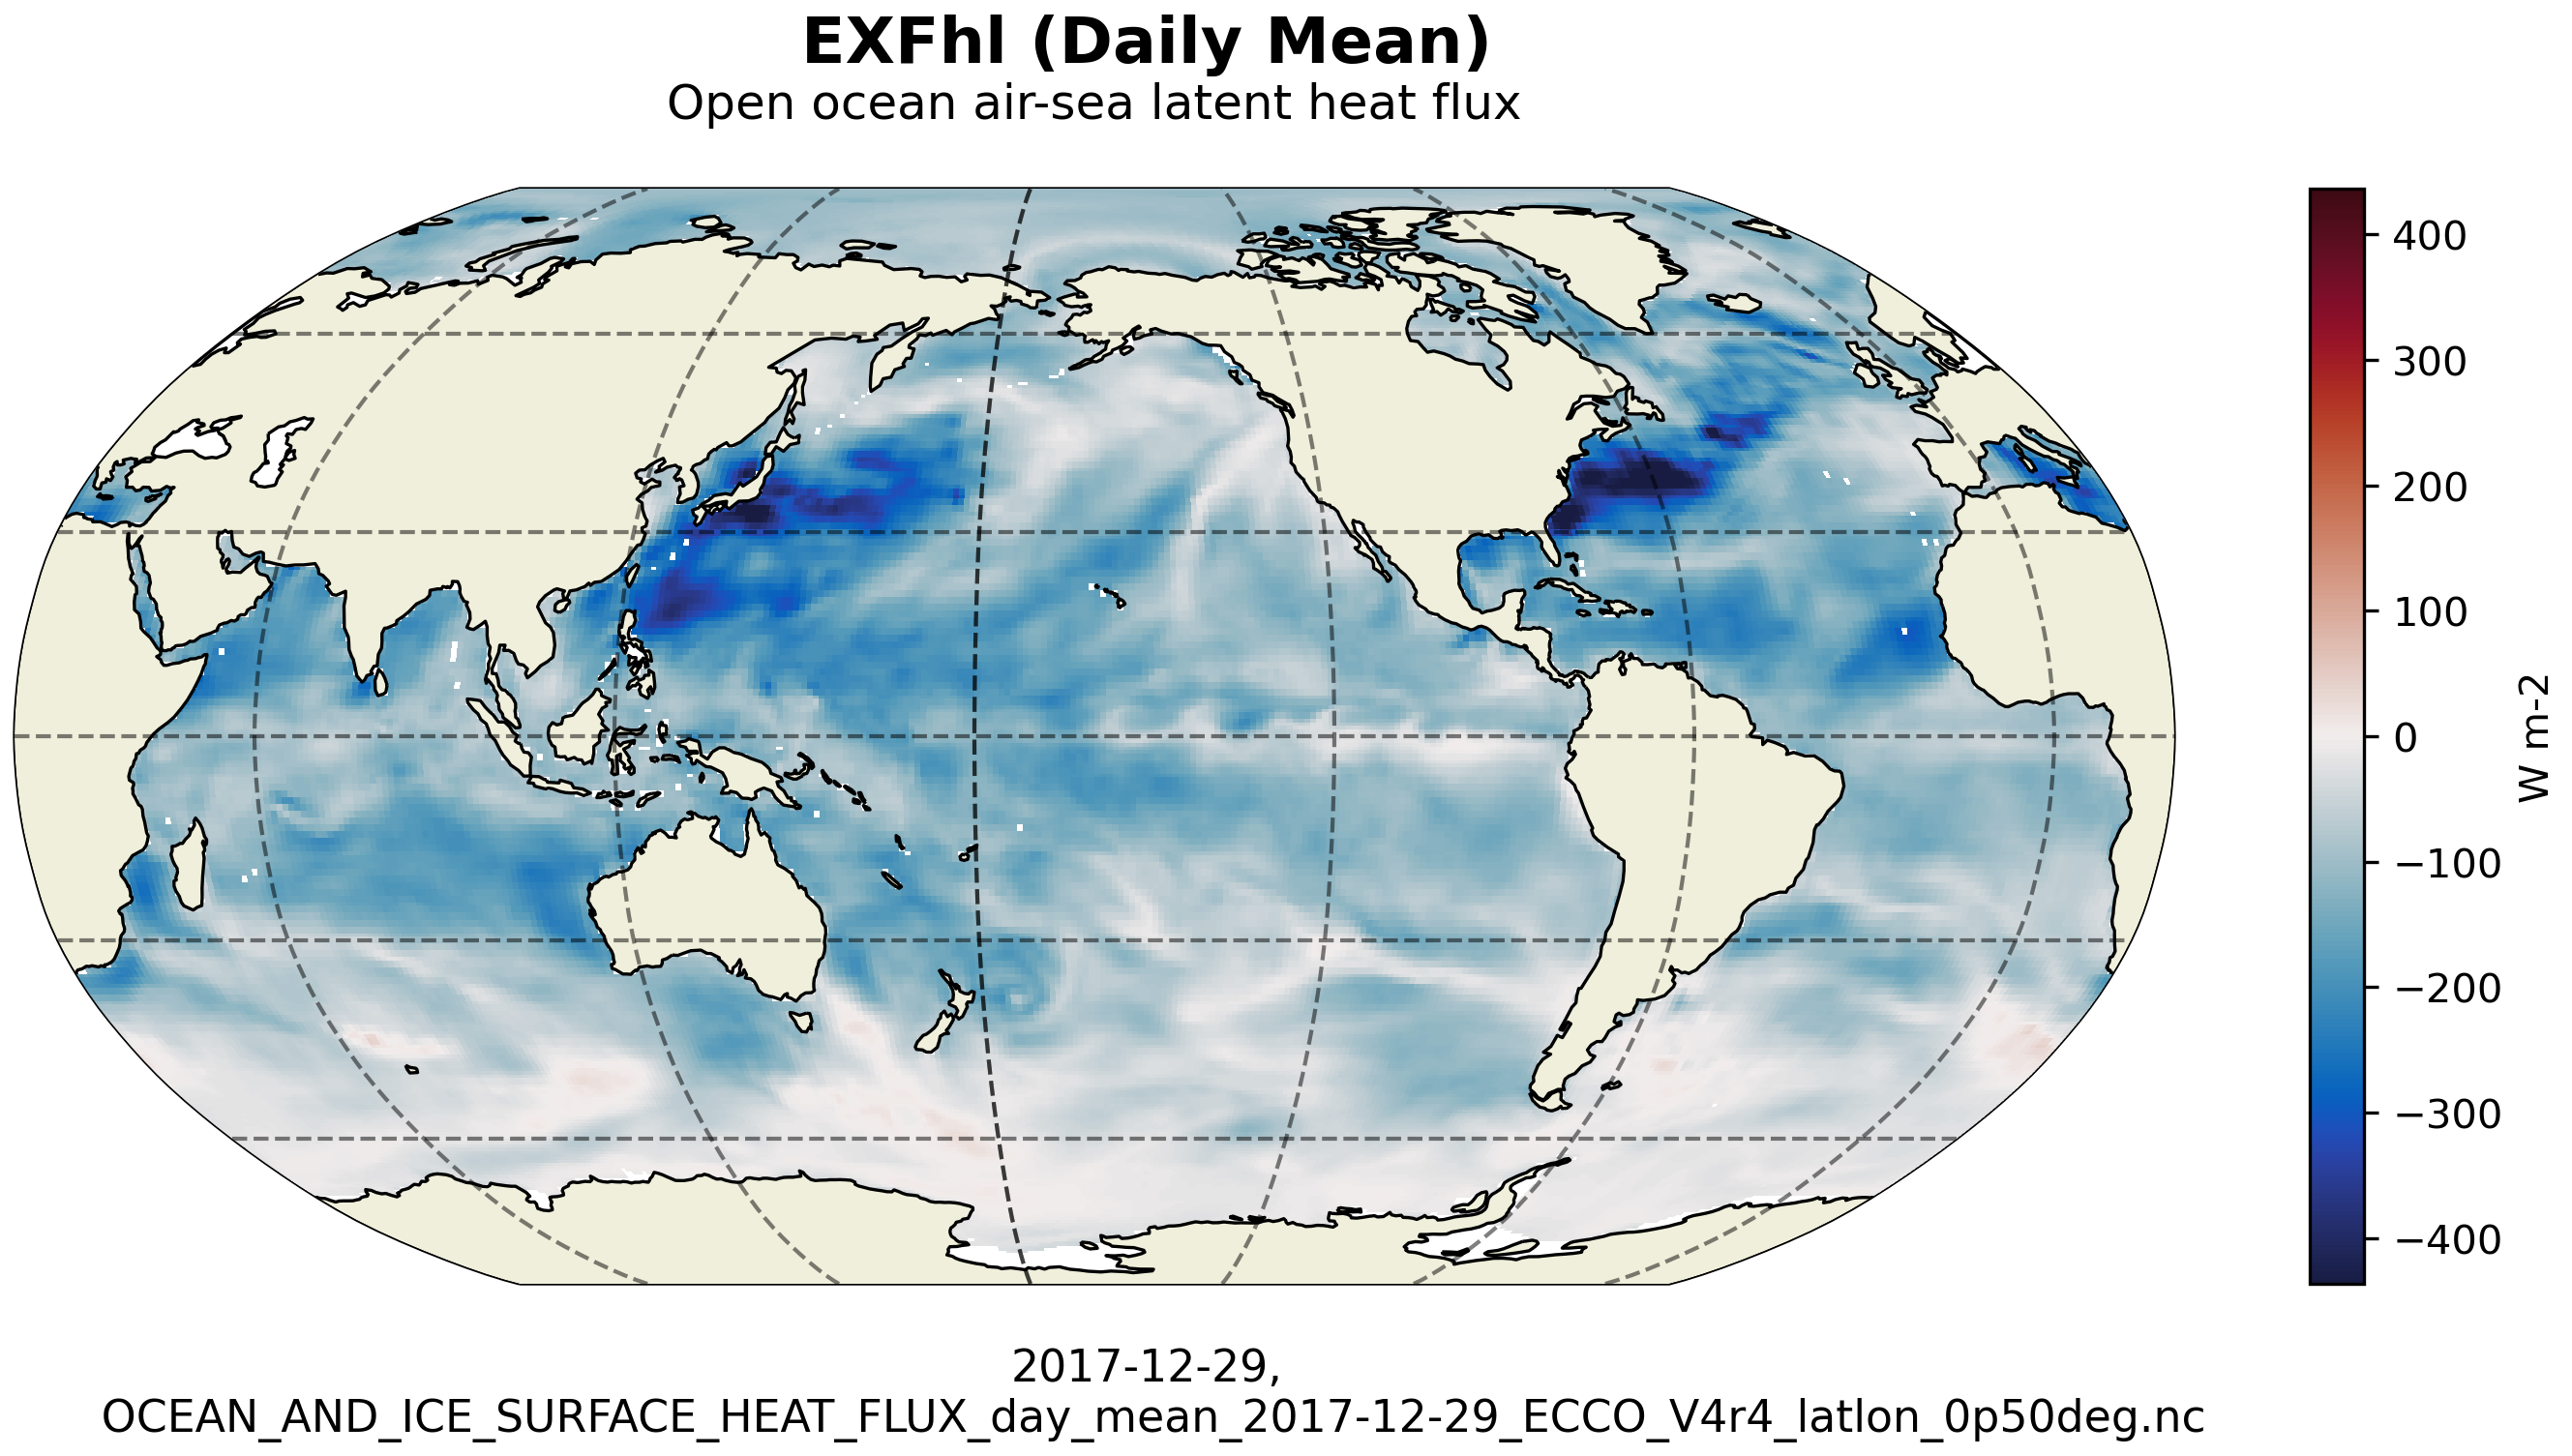 EXFhl (Daily Mean)
Open ocean air-sea latent heat flux
400
300
200
100
0
−100
−200
−300
−400
W m-2
2017-12-29,
OCEAN_AND_ICE_SURFACE_HEAT_FLUX_day_mean_2017-12-29_ECCO_V4r4_latlon_0p50deg.nc